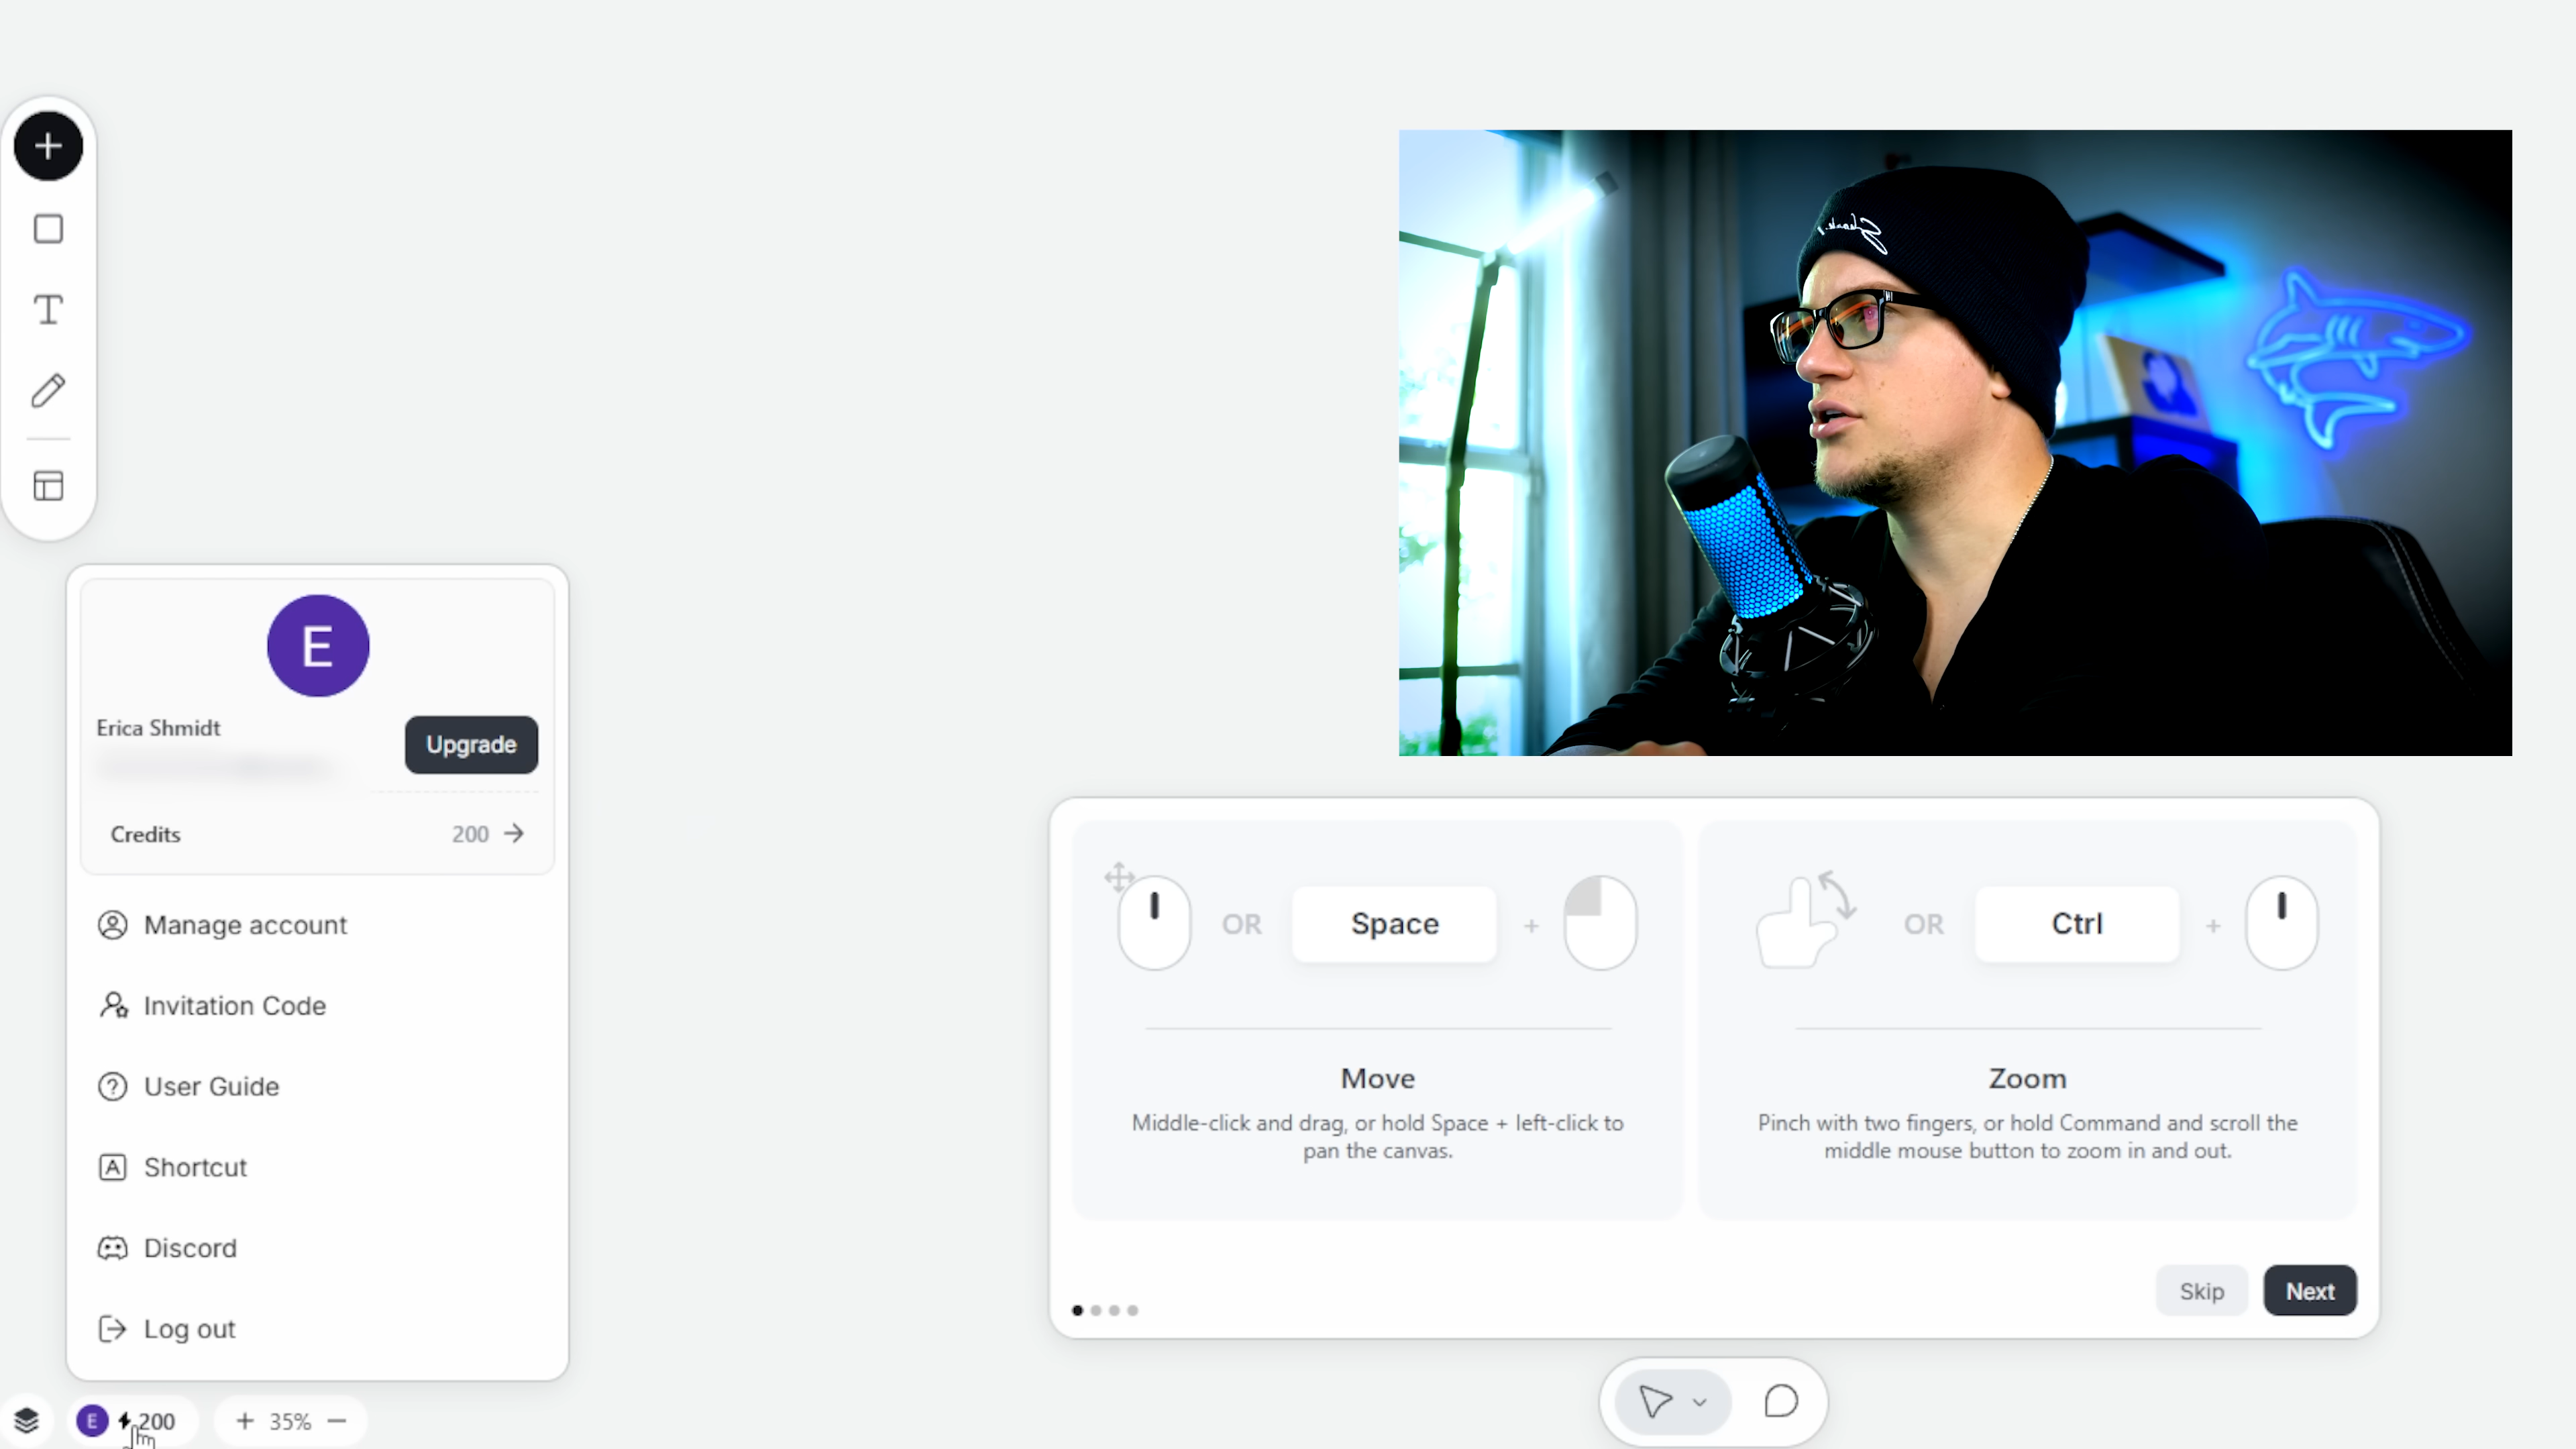 E
Erica Shmidt
Upgrade
Credits 200
Manage account
Invitation Code
User Guide
Shortcut
Discord
Log out
E 200
35%
OR Space +
Move
Middle-click and drag, or hold Space + left-click to
pan the canvas.
OR Ctrl +
Zoom
Pinch with two fingers, or hold Command and scroll the
middle mouse button to zoom in and out.
Skip
Next